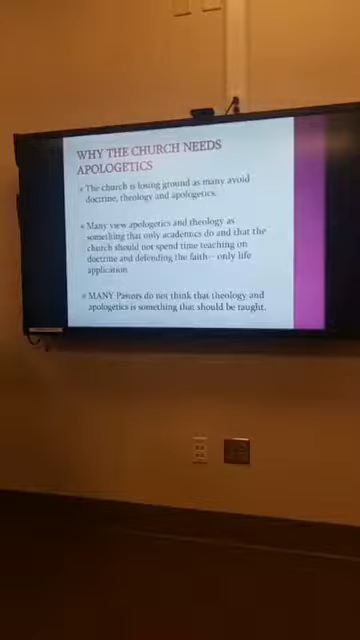 WHY THE CHURCH NEEDS
APOLOGETICS
The church is losing ground as many avoid
doctrine, theology and apologetics.
Many view apologetics and theology as
something that only academics do and that the
church should not spend time teaching on
doctrine and defending the faith– only life
application
MANY Pastors do not think that theology and
apologetics is something that should be taught.